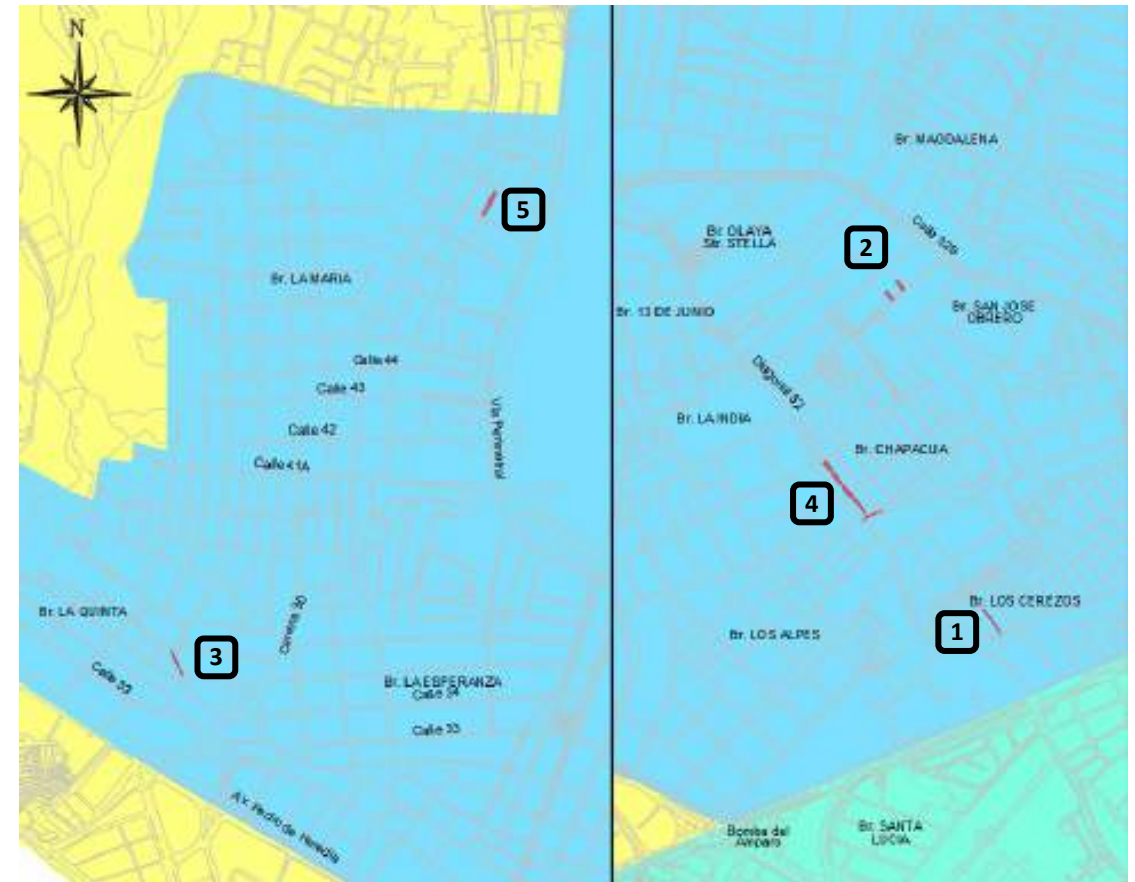 N
5
Br. LA MARIA
Calle 44
Calle 43
Calle 42
Calle 41A
Vía Perimetral
Br. LA QUINTA
Carrera 30
3
Calle 33
Br. LA ESPERANZA
Calle 34
Calle 33
Av. Pedro de Heredia
Br. MAGDALENA
Br. OLAYA
Str. STELLA
2
Br. 13 DE JUNIO
Br. SAN JOSE
OBRERO
Diagonal 32
Br. LA INDIA
Br. CHAPACUA
4
Br. LOS CEREZOS
1
Br. LOS ALPES
Bomba del
Amparo
Br. SANTA
LUCIA